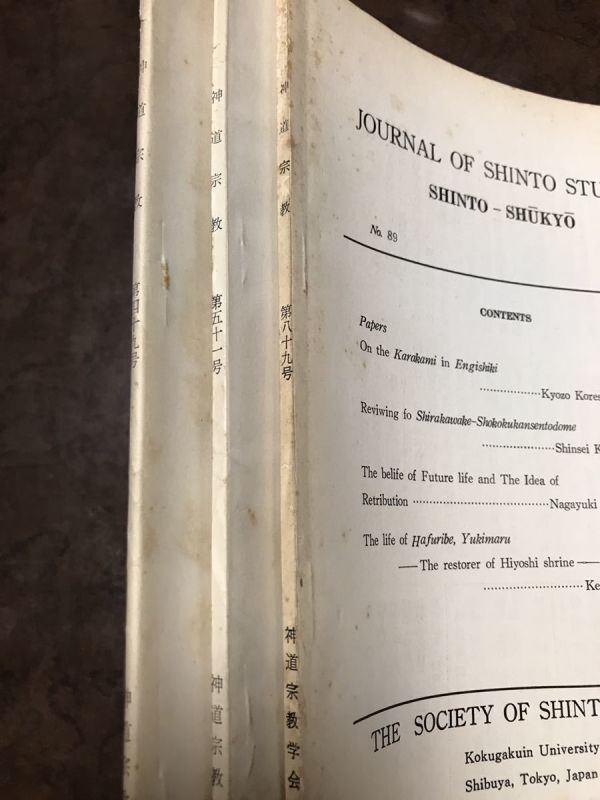 神道宗教
第四十九号
神道宗
神道宗教
第五十一号
神道宗教
神道宗教
第八十九号
神道宗教学会
JOURNAL OF SHINTO STU
SHINTO – SHŪKYŌ
No. 89
CONTENTS
Papers
On the Karakami in Engishiki
··················Kyozo Kores
Reviwing fo Shirakawake-Shokokukansentodome
·····················Shinsei K
The belife of Future life and The Idea of
Retribution ·······································Nagayuki
The life of Hafuribe, Yukimaru
——The restorer of Hiyoshi shrine——
····························Ke
THE SOCIETY OF SHINT
Kokugakuin University
Shibuya, Tokyo, Japan